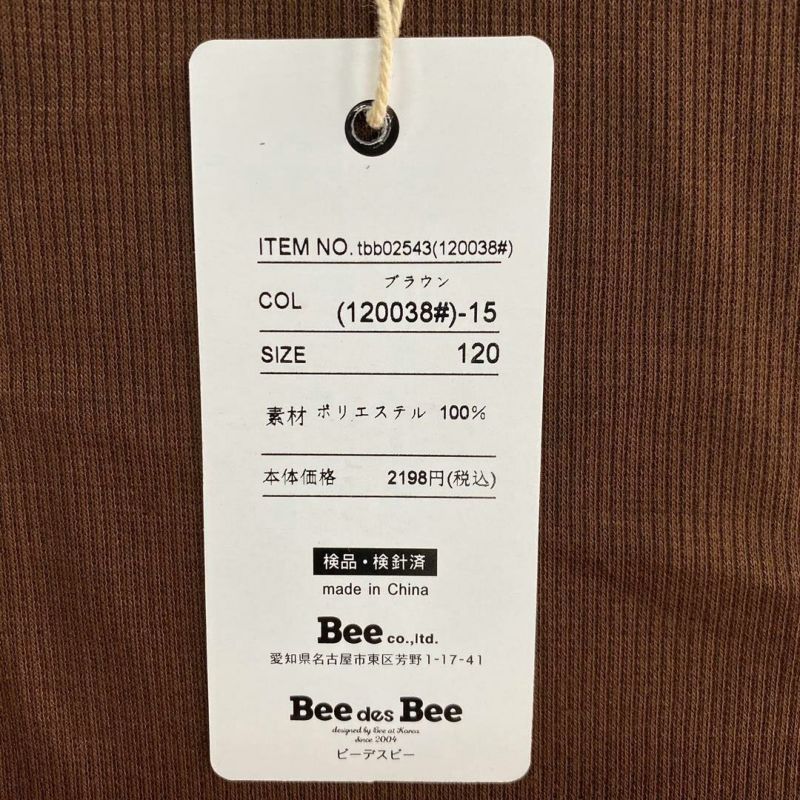 ITEM NO. tbb02543(120038#)
ブラウン
COL (120038#)-15
SIZE 120
素材 ポリエステル 100%
本体価格 2198円(税込)
検品・検針済
made in China
Bee co.,ltd.
愛知県名古屋市東区芳野1-17-41
Bee des Bee
designed by Bee at Korea
since 2004
ビーデスビー